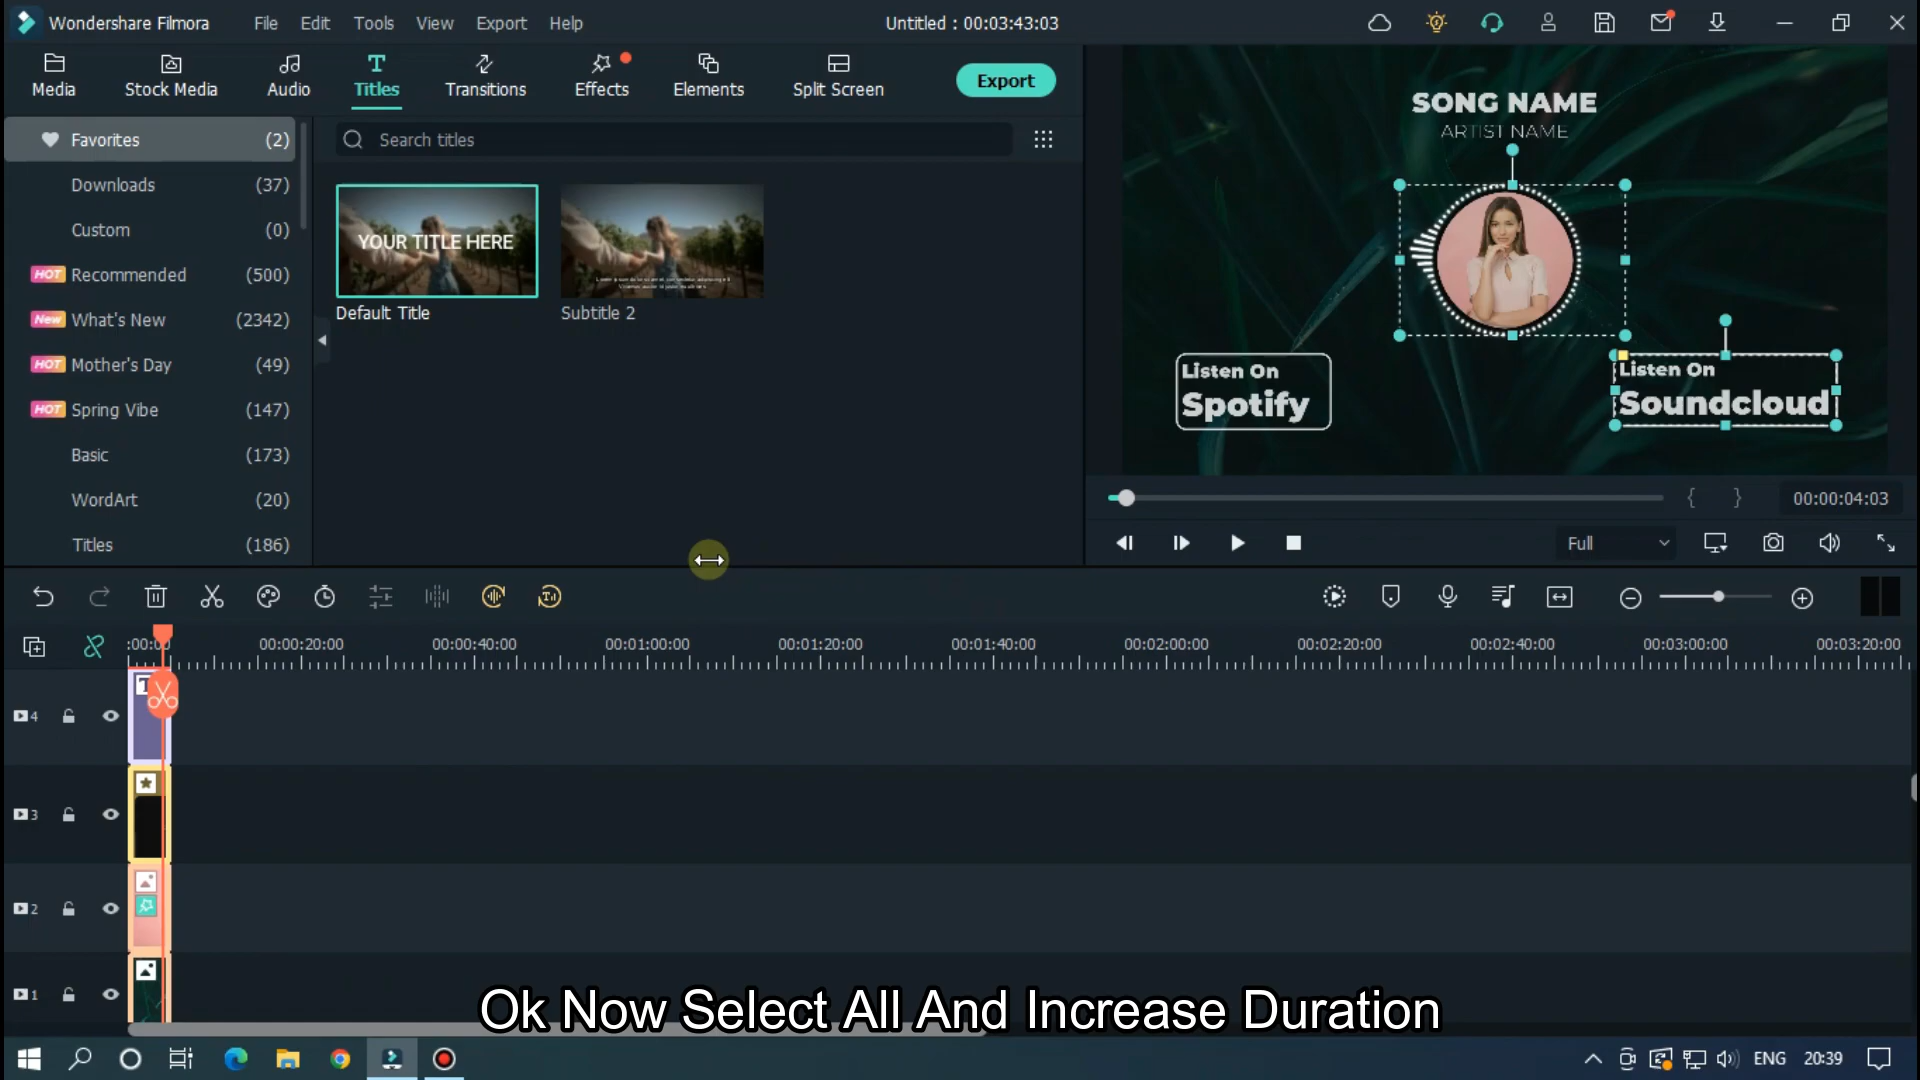 Wondershare Filmora File Edit Tools View Export Help Untitled : 00:03:43:03
Media Stock Media Audio Titles Transitions Effects Elements Split Screen Export
Favorites (2)
Downloads (37)
Custom (0)
HOT Recommended (500)
New What's New (2342)
HOT Mother's Day (49)
HOT Spring Vibe (147)
Basic (173)
WordArt (20)
Titles (186)
Search titles
YOUR TITLE HERE
Default Title
Subtitle 2
SONG NAME
ARTIST NAME
Listen On
Spotify
Listen On
Soundcloud
00:00:04:03
Full
:00:00 00:00:20:00 00:00:40:00 00:01:00:00 00:01:20:00 00:01:40:00 00:02:00:00 00:02:20:00 00:02:40:00 00:03:00:00 00:03:20:00
4
3
2
1
Ok Now Select All And Increase Duration
ENG 20:39